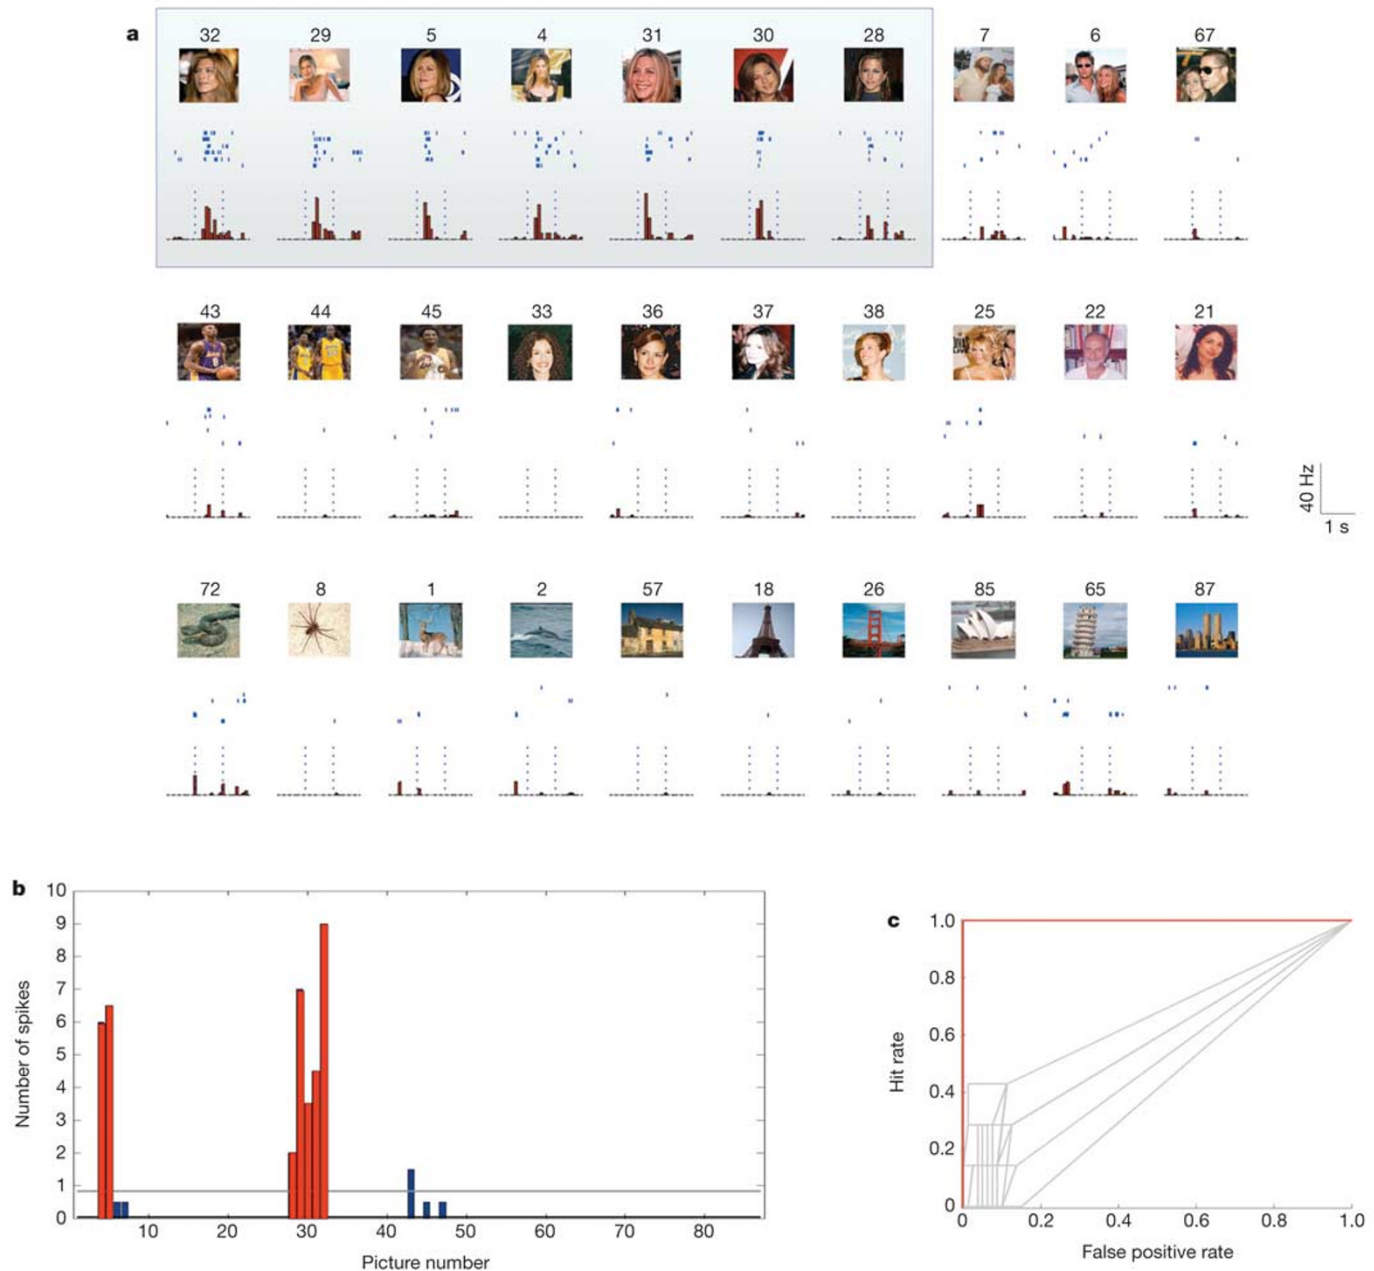 a
32 29 5 4 31 30 28 7 6 67
43 44 45 33 36 37 38 25 22 21
40 Hz
1 s
72 8 1 2 57 18 26 85 65 87
b
Number of spikes
10
9
8
7
6
5
4
3
2
1
0
10 20 30 40 50 60 70 80
Picture number
c
Hit rate
1.0
0.8
0.6
0.4
0.2
0
0 0.2 0.4 0.6 0.8 1.0
False positive rate